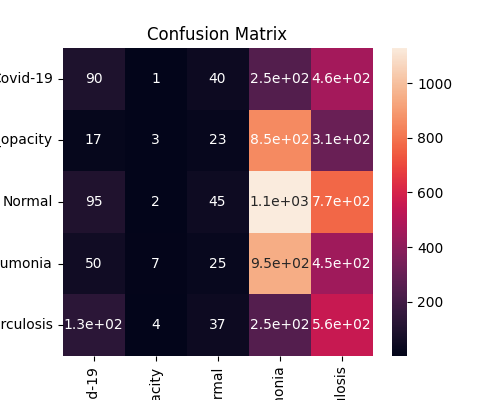 Confusion Matrix
Covid-19 90 1 40 2.5e+02 4.6e+02
opacity 17 3 23 8.5e+02 3.1e+02
Normal 95 2 45 1.1e+03 7.7e+02
umonia 50 7 25 9.5e+02 4.5e+02
rculosis 1.3e+02 4 37 2.5e+02 5.6e+02
1000
800
600
400
200
d-19
acity
rmal
onia
ulosis